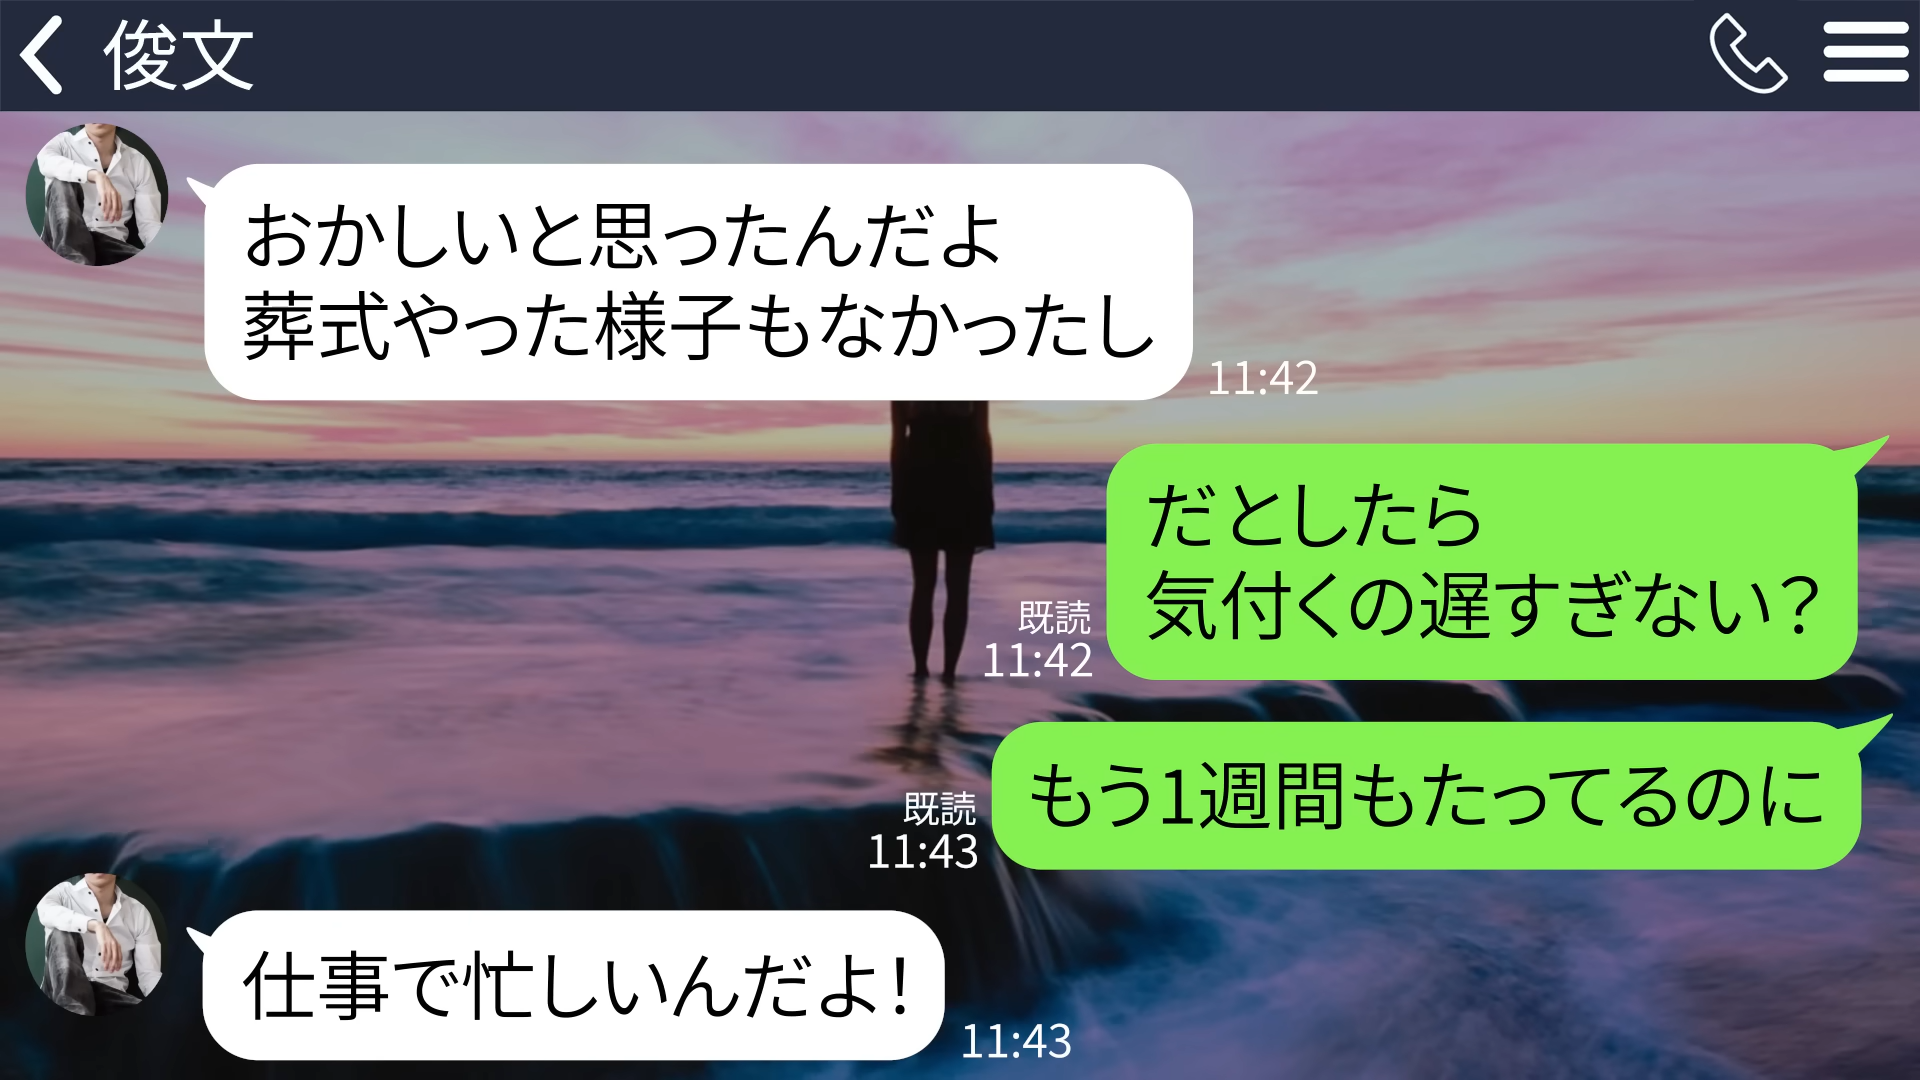 俊文
おかしいと思ったんだよ
葬式やった様子もなかったし
11:42
だとしたら
気付くの遅すぎない？
既読
11:42
もう1週間もたってるのに
既読
11:43
仕事で忙しいんだよ！
11:43